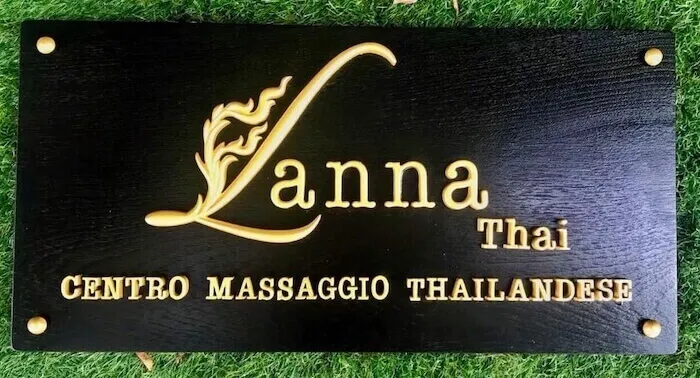 Lanna
Thai
CENTRO MASSAGGIO THAILANDESE